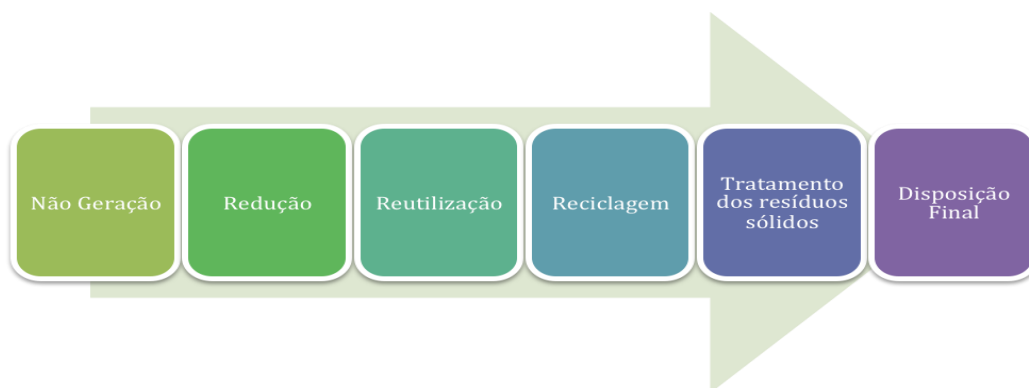 Não Geração
Redução
Reutilização
Reciclagem
Tratamento
dos resíduos
sólidos
Disposição
Final